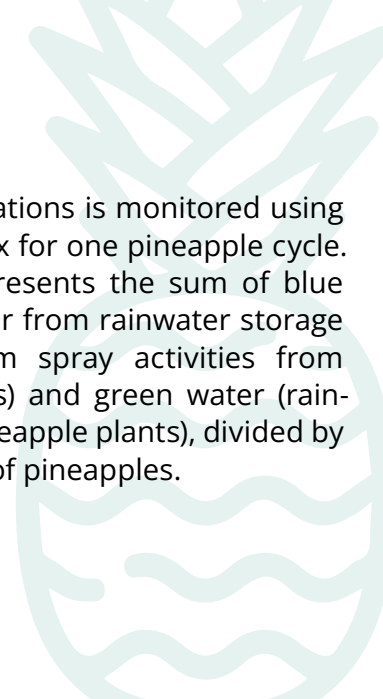 ations is monitored using
x for one pineapple cycle.
resents the sum of blue
r from rainwater storage
m spray activities from
s) and green water (rain-
eapple plants), divided by
of pineapples.